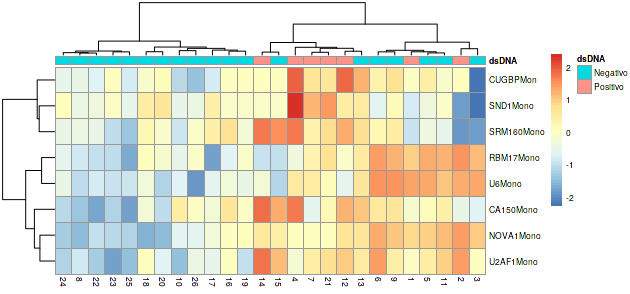 dsDNA
CUGBPMon
SND1Mono
SRM160Mono
RBM17Mono
U6Mono
CA150Mono
NOVA1Mono
U2AF1Mono
24 8 22 23 25 18 20 10 26 17 16 19 14 15 4 7 21 12 13 6 9 1 5 11 2 3
2
1
0
-1
-2
dsDNA
Negativo
Positivo